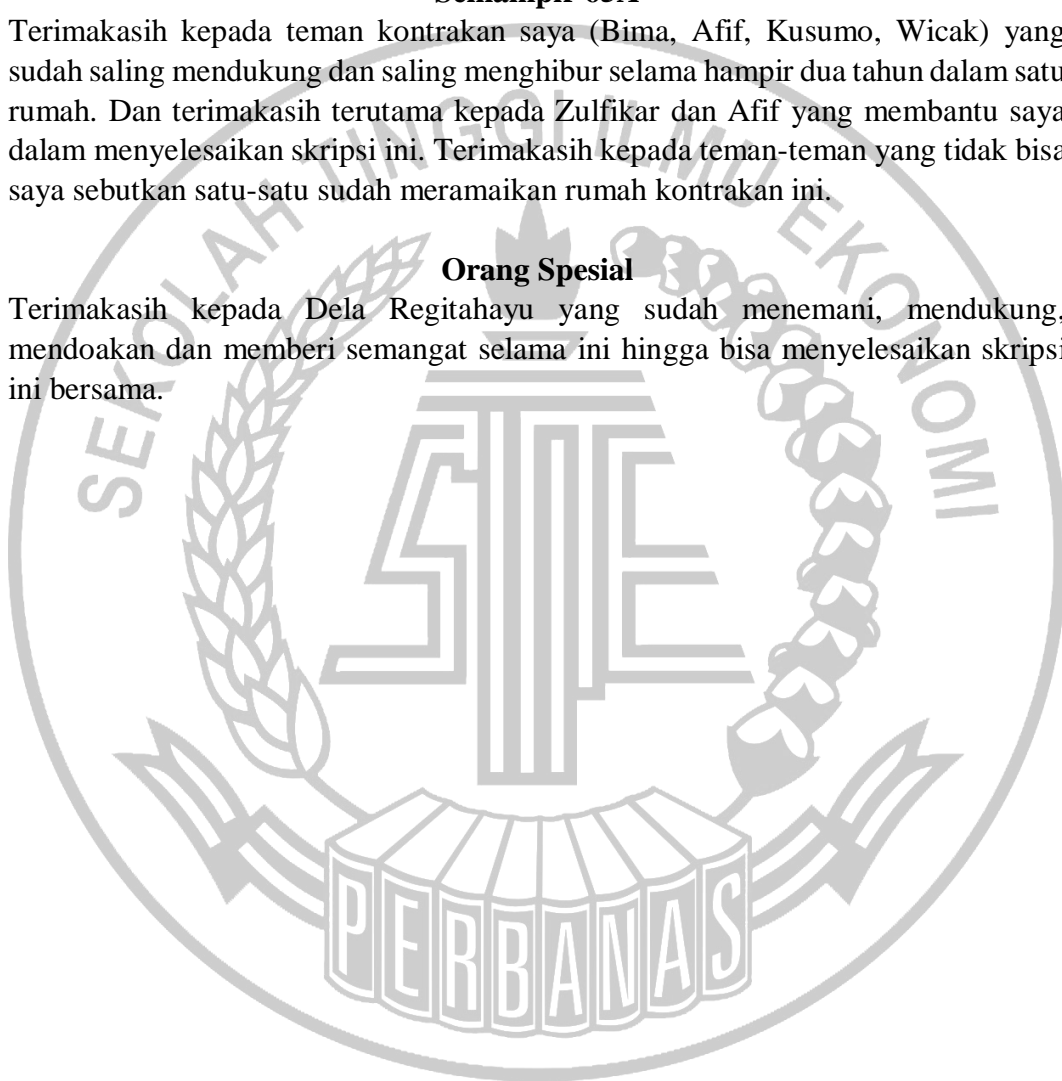 Terimakasih kepada teman kontrakan saya (Bima, Afif, Kusumo, Wicak) yang
sudah saling mendukung dan saling menghibur selama hampir dua tahun dalam satu
rumah. Dan terimakasih terutama kepada Zulfikar dan Afif yang membantu saya
dalam menyelesaikan skripsi ini. Terimakasih kepada teman-teman yang tidak bisa
saya sebutkan satu-satu sudah meramaikan rumah kontrakan ini.
Orang Spesial
Terimakasih kepada Dela Regitahayu yang sudah menemani, mendukung,
mendoakan dan memberi semangat selama ini hingga bisa menyelesaikan skripsi
ini bersama.
SEKOLAH TINGGI ILMU EKONOMI
STIE
PERBANAS